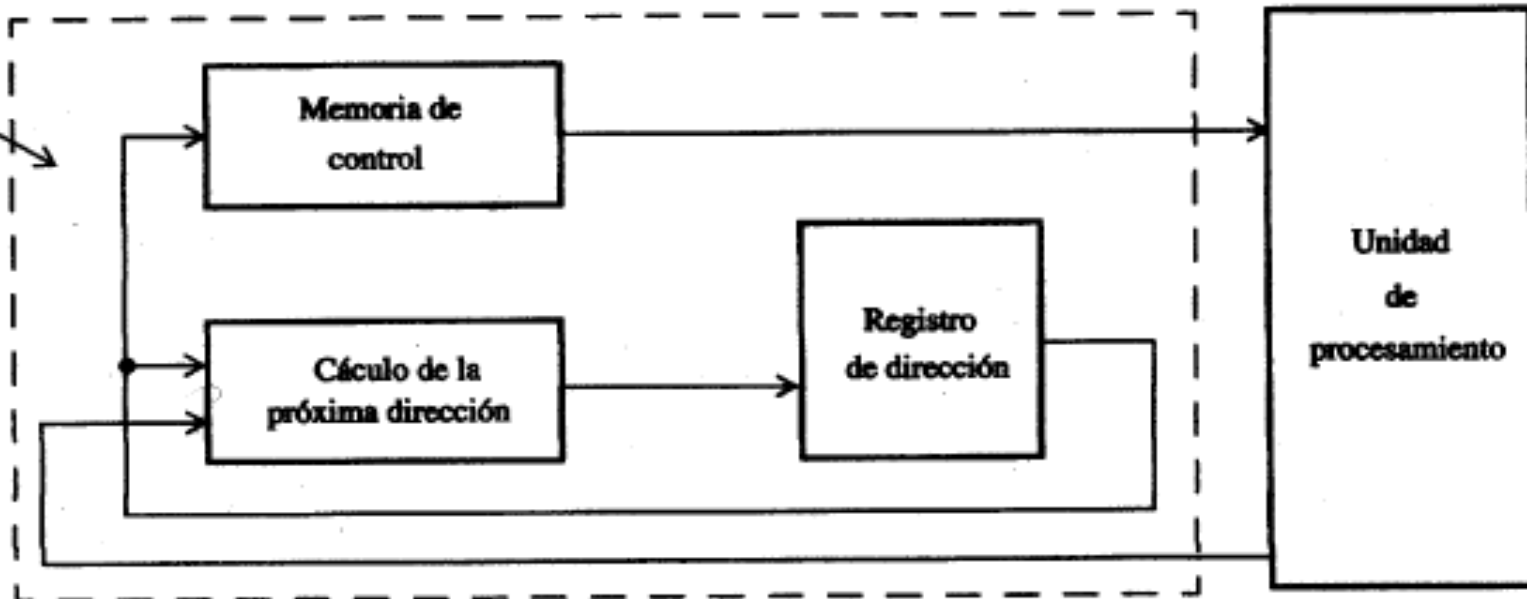 Memoria de
control
Cáculo de la
próxima dirección
Registro
de dirección
Unidad
de
procesamiento